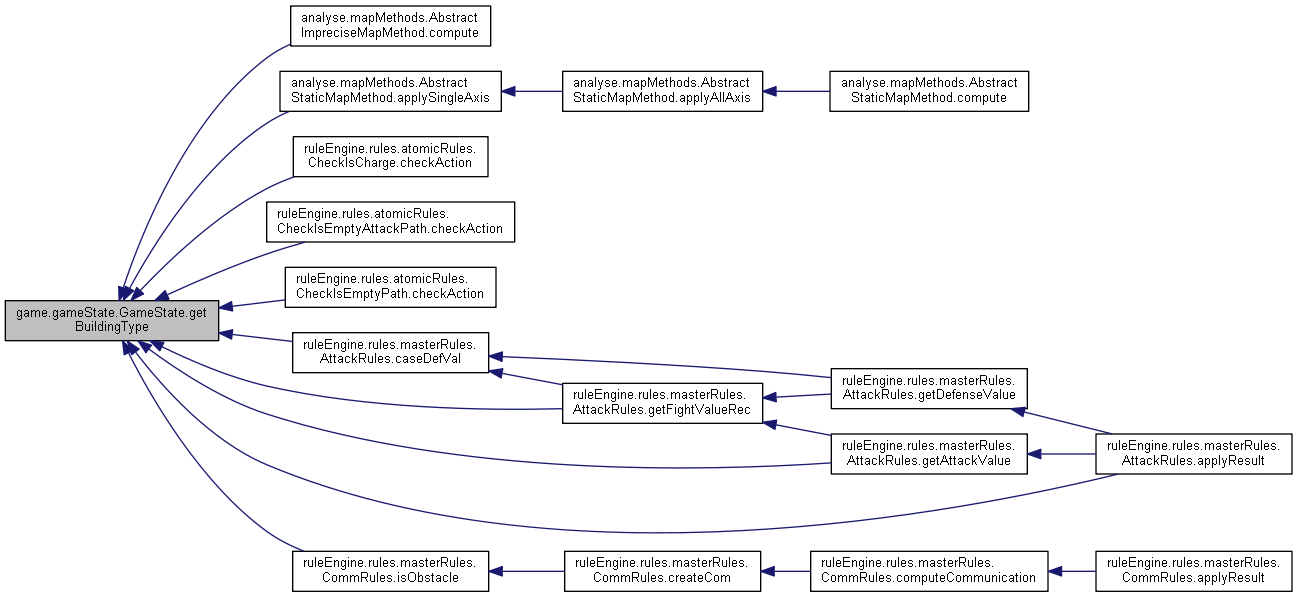 analyse.mapMethods.Abstract
ImpreciseMapMethod.compute
analyse.mapMethods.Abstract
StaticMapMethod.applySingleAxis
analyse.mapMethods.Abstract
StaticMapMethod.applyAllAxis
analyse.mapMethods.Abstract
StaticMapMethod.compute
ruleEngine.rules.atomicRules.
CheckIsCharge.checkAction
ruleEngine.rules.atomicRules.
CheckIsEmptyAttackPath.checkAction
ruleEngine.rules.atomicRules.
CheckIsEmptyPath.checkAction
game.gameState.GameState.get
BuildingType
ruleEngine.rules.masterRules.
AttackRules.caseDefVal
ruleEngine.rules.masterRules.
AttackRules.getFightValueRec
ruleEngine.rules.masterRules.
AttackRules.getDefenseValue
ruleEngine.rules.masterRules.
AttackRules.getAttackValue
ruleEngine.rules.masterRules.
AttackRules.applyResult
ruleEngine.rules.masterRules.
CommRules.isObstacle
ruleEngine.rules.masterRules.
CommRules.createCom
ruleEngine.rules.masterRules.
CommRules.computeCommunication
ruleEngine.rules.masterRules.
CommRules.applyResult